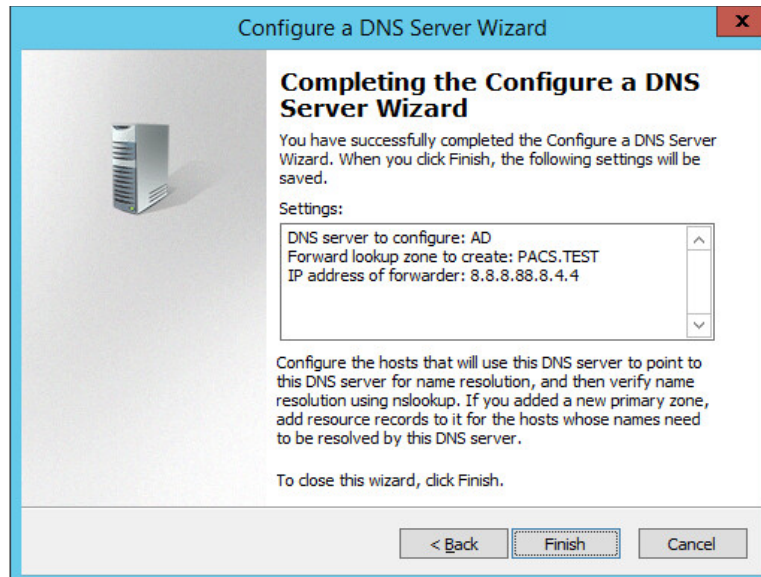 Configure a DNS Server Wizard
x
Completing the Configure a DNS
Server Wizard
You have successfully completed the Configure a DNS Server
Wizard. When you click Finish, the following settings will be
saved.
Settings:
DNS server to configure: AD
Forward lookup zone to create: PACS.TEST
IP address of forwarder: 8.8.8.88.8.4.4
Configure the hosts that will use this DNS server to point to
this DNS server for name resolution, and then verify name
resolution using nslookup. If you added a new primary zone,
add resource records to it for the hosts whose names need
to be resolved by this DNS server.
To close this wizard, click Finish.
< Back
Finish
Cancel